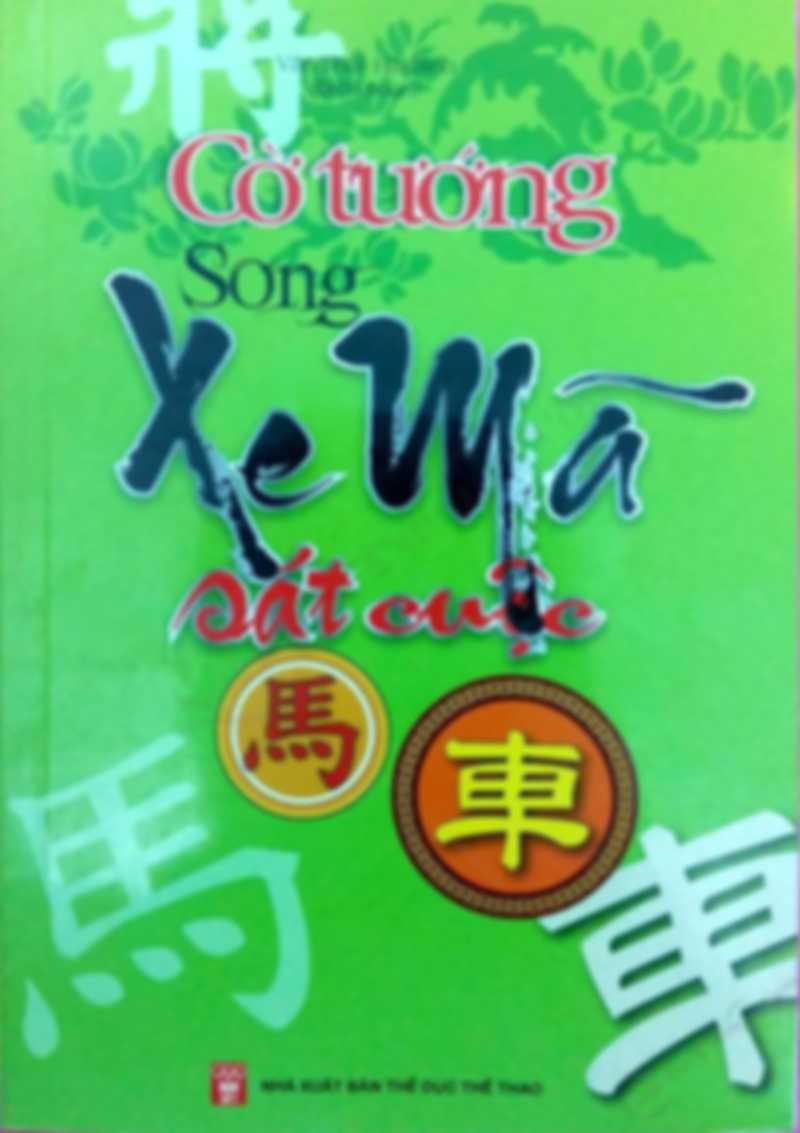 將
Cờ tướng
Song
Xe Mã
sát cuộc
馬
車
馬
車
NHÀ XUẤT BẢN THỂ DỤC THỂ THAO